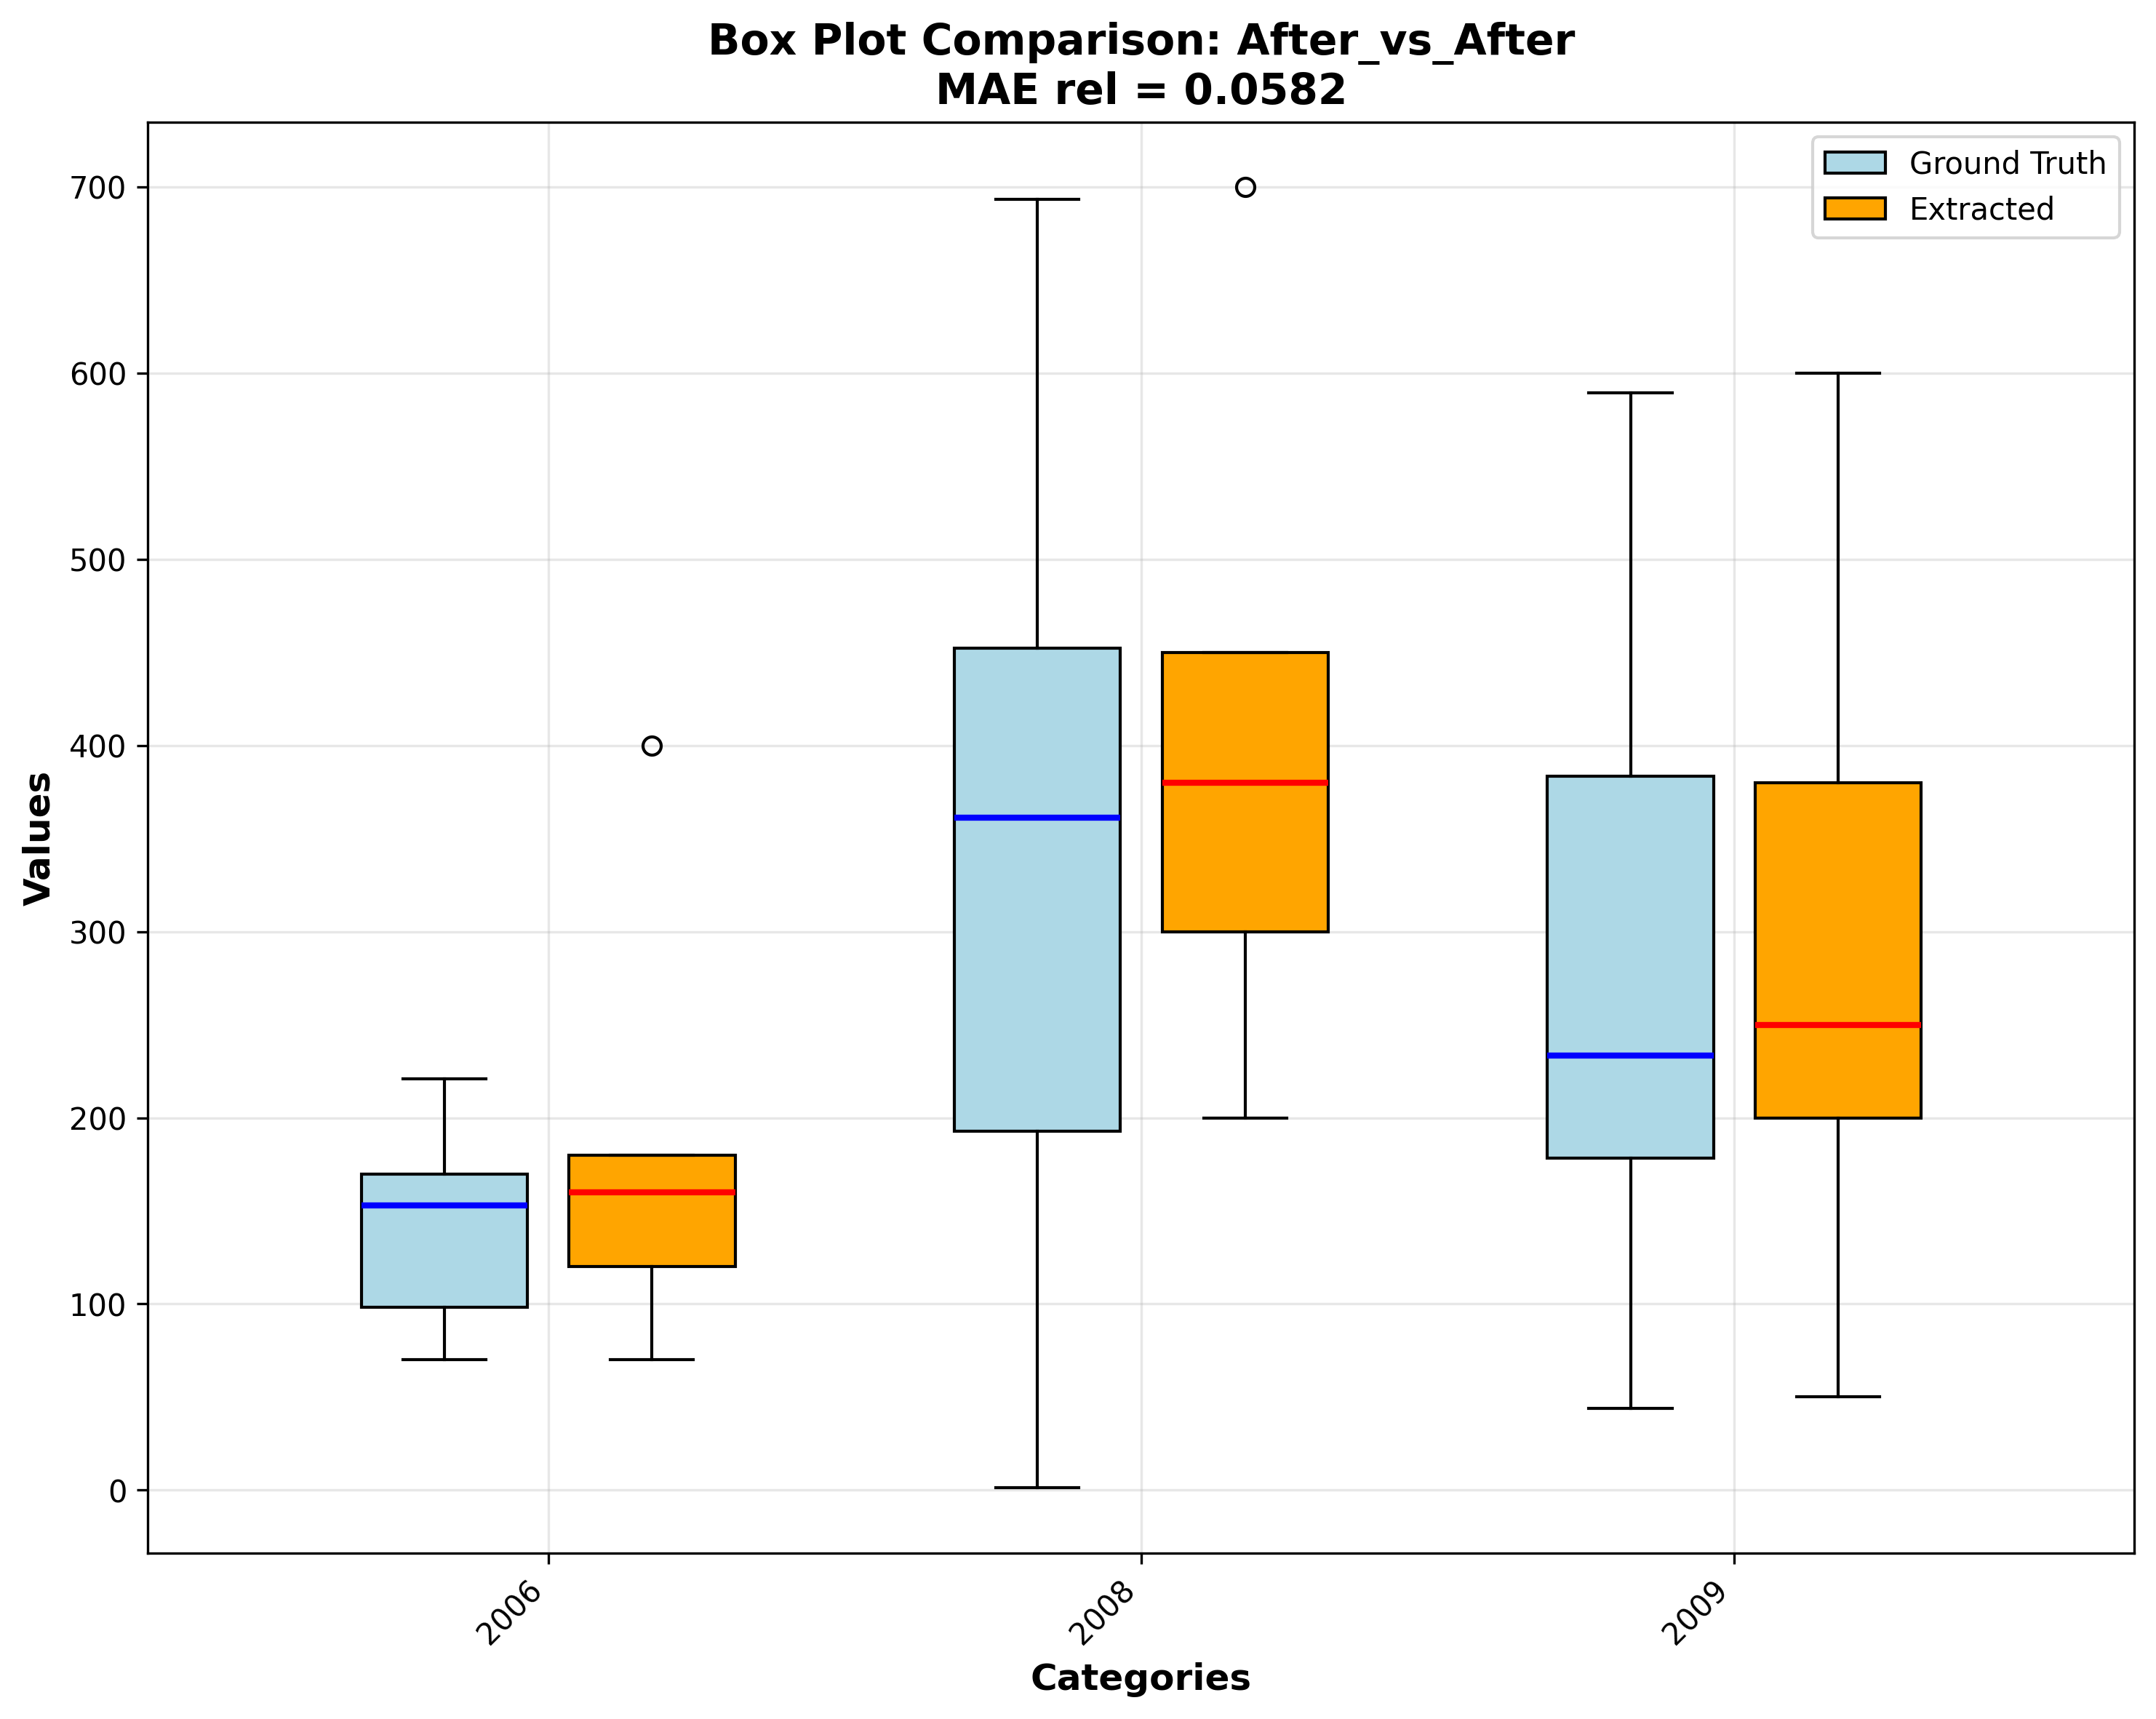 Box Plot Comparison: After_vs_After
MAE rel = 0.0582
Ground Truth
Extracted
700
600
500
400
300
200
100
0
Values
2006
2008
2009
Categories